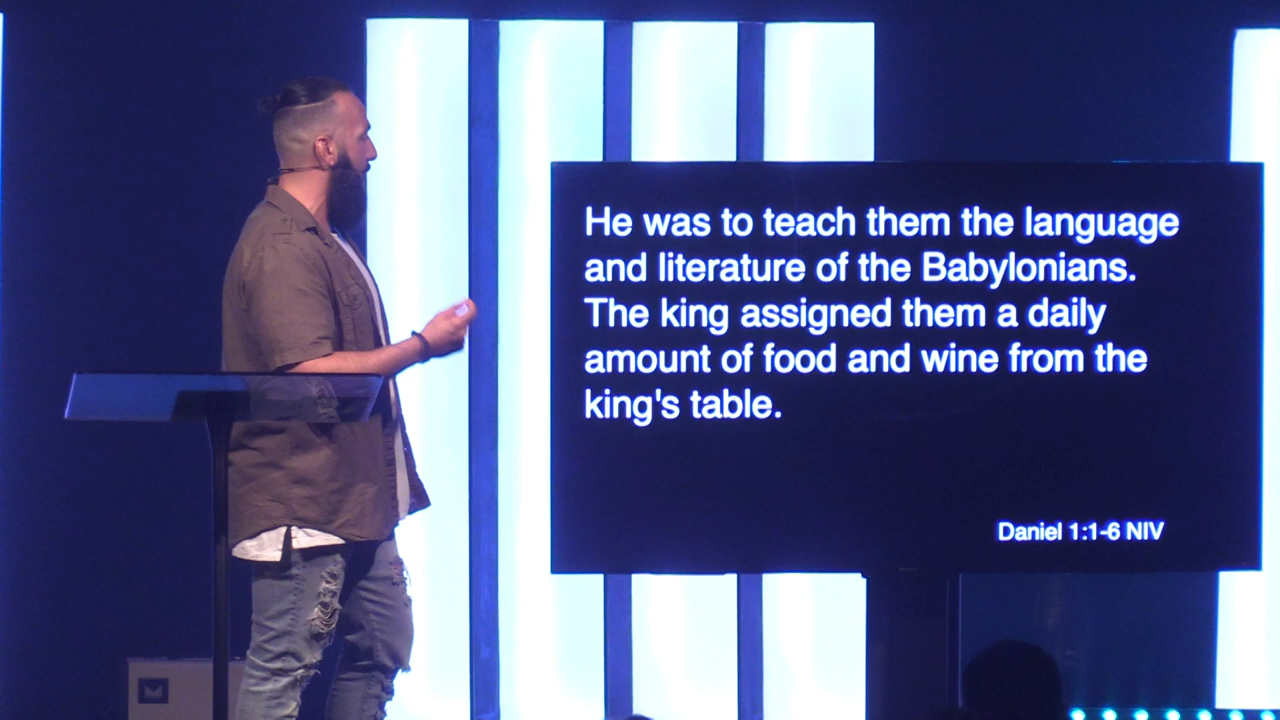 He was to teach them the language
and literature of the Babylonians.
The king assigned them a daily
amount of food and wine from the
king's table.
Daniel 1:1-6 NIV